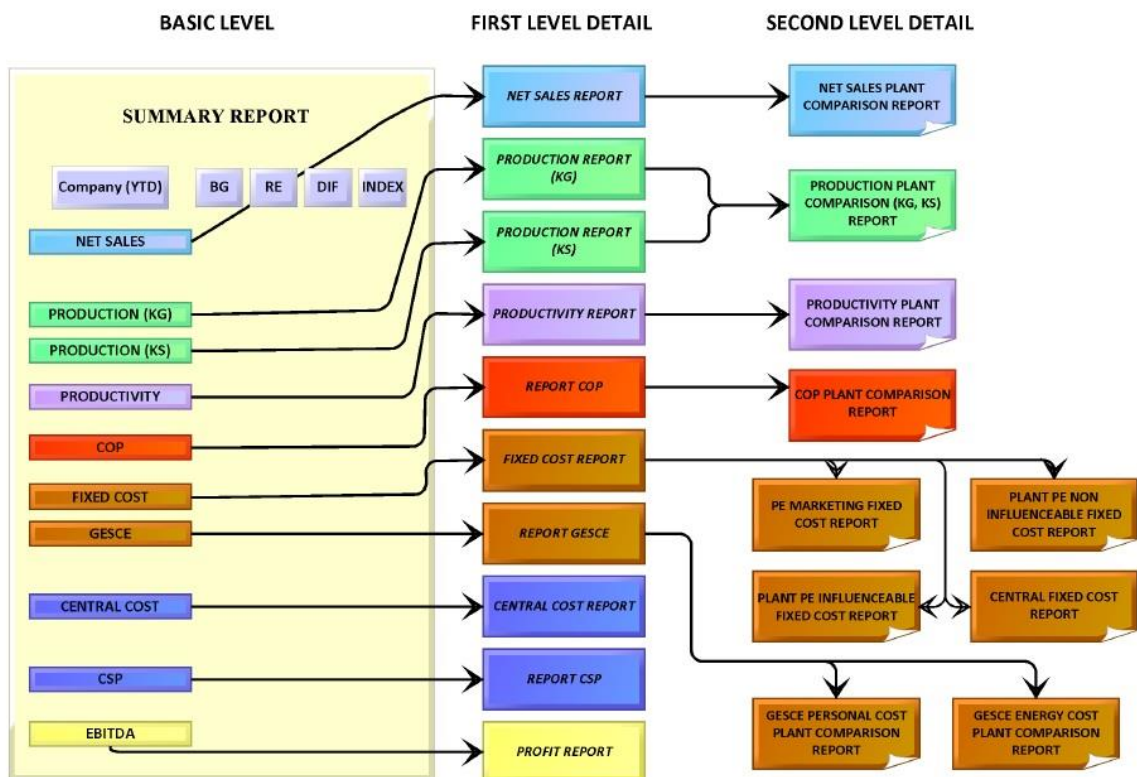 BASIC LEVEL
FIRST LEVEL DETAIL
SECOND LEVEL DETAIL
SUMMARY REPORT
Company (YTD)
BG
RE
DIF
INDEX
NET SALES
PRODUCTION (KG)
PRODUCTION (KS)
PRODUCTIVITY
COP
FIXED COST
GESCE
CENTRAL COST
CSP
EBITDA
NET SALES REPORT
PRODUCTION REPORT
(KG)
PRODUCTION REPORT
(KS)
PRODUCTIVITY REPORT
REPORT COP
FIXED COST REPORT
REPORT GESCE
CENTRAL COST REPORT
REPORT CSP
PROFIT REPORT
NET SALES PLANT
COMPARISON REPORT
PRODUCTION PLANT
COMPARISON (KG, KS)
REPORT
PRODUCTIVITY PLANT
COMPARISON REPORT
COP PLANT COMPARISON
REPORT
PE MARKETING FIXED
COST REPORT
PLANT PE NON
INFLUENCEABLE FIXED
COST REPORT
PLANT PE INFLUENCEABLE
FIXED COST REPORT
CENTRAL FIXED COST
REPORT
GESCE PERSONAL COST
PLANT COMPARISON
REPORT
GESCE ENERGY COST
PLANT COMPARISON
REPORT